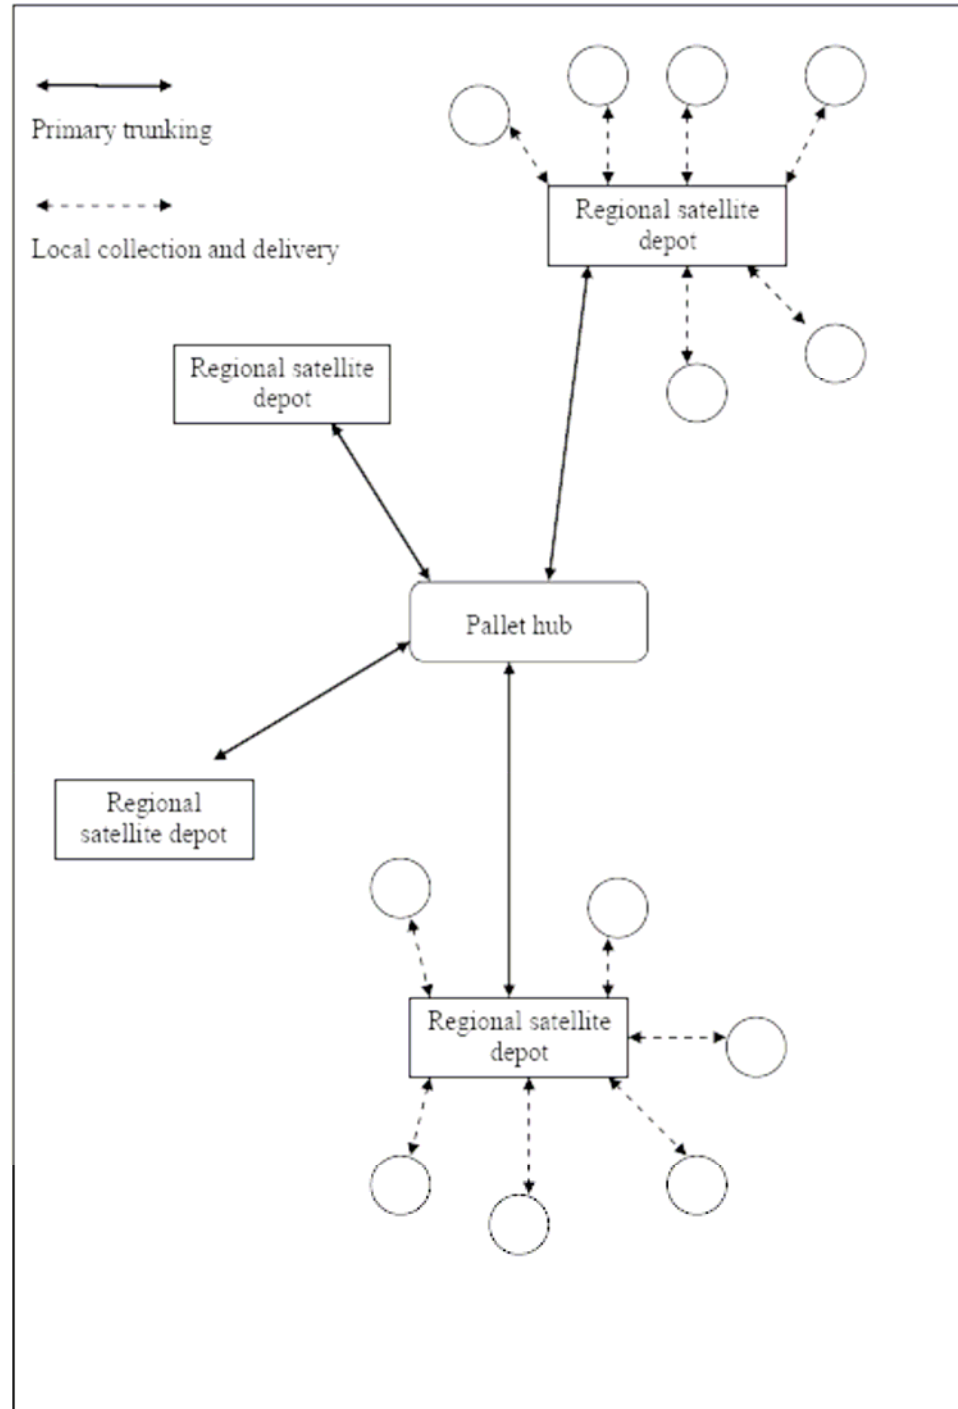 Primary trunking
Local collection and delivery
Regional satellite
depot
Regional satellite
depot
Pallet hub
Regional
satellite depot
Regional satellite
depot